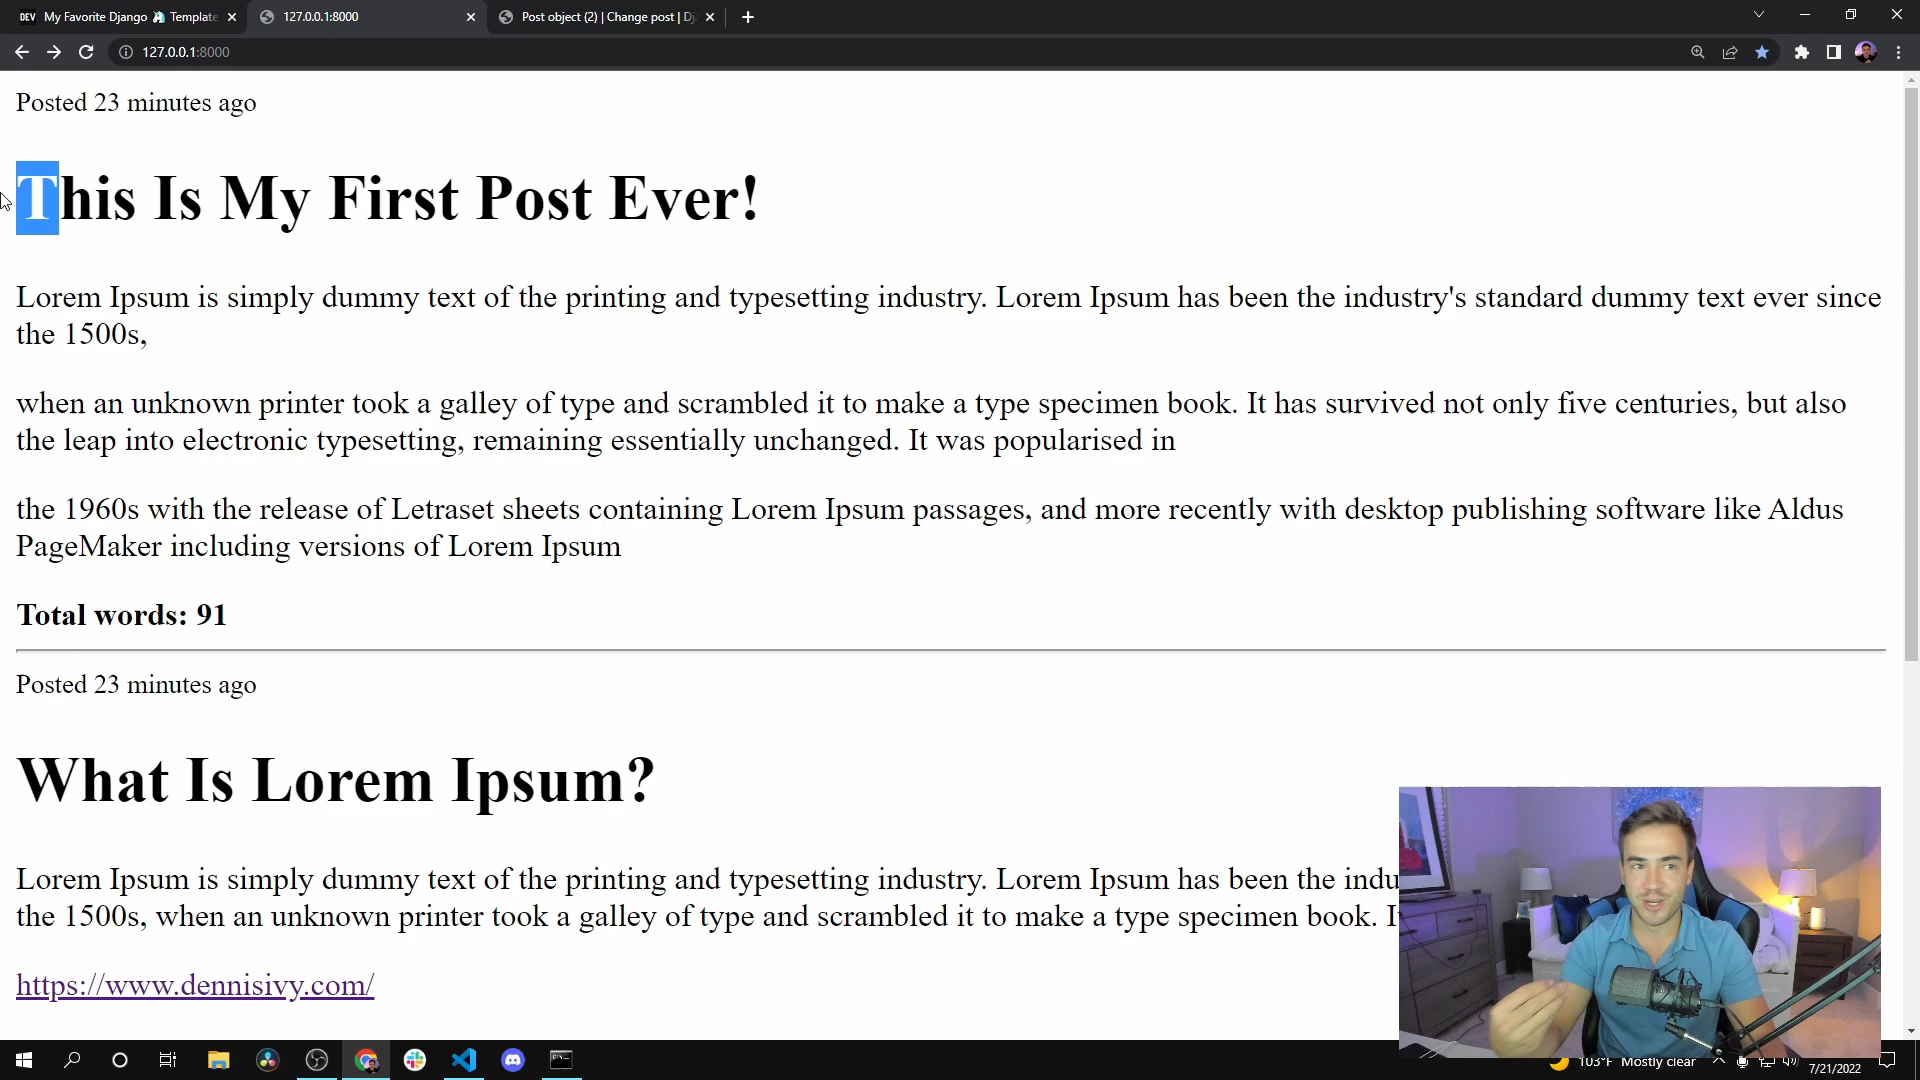 DEV My Favorite Django Template
127.0.0.1:8000
Post object (2) | Change post | Dj
127.0.0.1:8000
Posted 23 minutes ago
This Is My First Post Ever!
Lorem Ipsum is simply dummy text of the printing and typesetting industry. Lorem Ipsum has been the industry's standard dummy text ever since
the 1500s,
when an unknown printer took a galley of type and scrambled it to make a type specimen book. It has survived not only five centuries, but also
the leap into electronic typesetting, remaining essentially unchanged. It was popularised in
the 1960s with the release of Letraset sheets containing Lorem Ipsum passages, and more recently with desktop publishing software like Aldus
PageMaker including versions of Lorem Ipsum
Total words: 91
Posted 23 minutes ago
What Is Lorem Ipsum?
Lorem Ipsum is simply dummy text of the printing and typesetting industry. Lorem Ipsum has been the indu
the 1500s, when an unknown printer took a galley of type and scrambled it to make a type specimen book. I
https://www.dennisivy.com/
103°F Mostly clear
7/21/2022